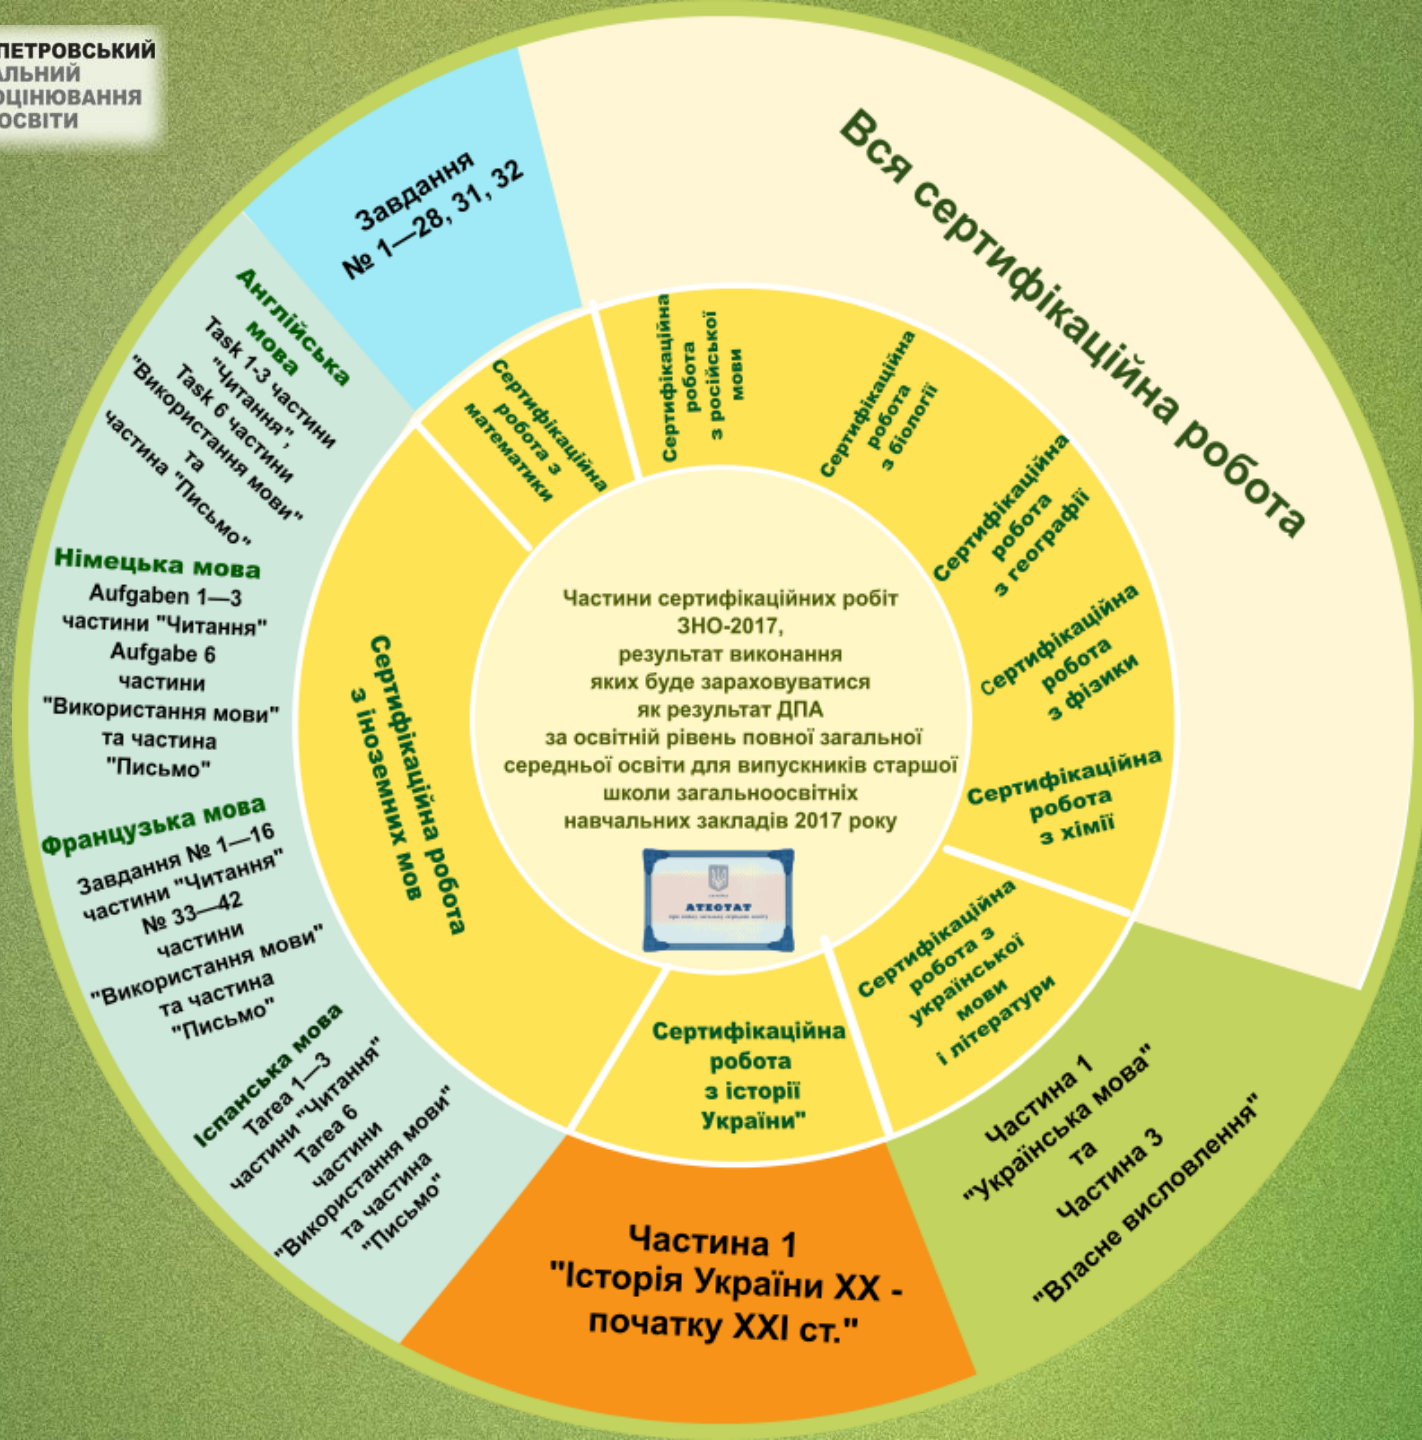 ПЕТРОВСЬКИЙ
АЛЬНИЙ
ОЦІНЮВАННЯ
ОСВІТИ
Завдання
№ 1—28, 31, 32
Вся сертифікаційна робота
Англійська
мова
Task 1-3 частини
"Читання",
Task 6 частини
"Використання мови"
та
частина "Письмо"
Німецька мова
Aufgaben 1—3
частини "Читання"
Aufgabe 6
частини
"Використання мови"
та частина
"Письмо"
Французька мова
Завдання № 1—16
частини "Читання"
№ 33—42
частини
"Використання мови"
та частина
"Письмо"
Іспанська мова
Tarea 1—3
частини "Читання"
Tarea 6
частини
"Використання мови"
та частина
"Письмо"
Сертифікаційна
робота з
математики
Сертифікаційна
робота
з російської
мови
Сертифікаційна
робота
з біології
Сертифікаційна
робота
з географії
Сертифікаційна
робота
з фізики
Сертифікаційна
робота
з хімії
Сертифікаційна
робота з
української
мови
і літератури
Сертифікаційна
робота
з історії
України"
Сертифікаційна робота
з іноземних мов
Частини сертифікаційних робіт
ЗНО-2017,
результат виконання
яких буде зараховуватися
як результат ДПА
за освітній рівень повної загальної
середньої освіти для випускників старшої
школи загальноосвітніх
навчальних закладів 2017 року
АТЕСТАТ
Частина 1
"Українська мова"
та
Частина 3
"Власне висловлення"
Частина 1
"Історія України ХХ -
початку ХХІ ст."